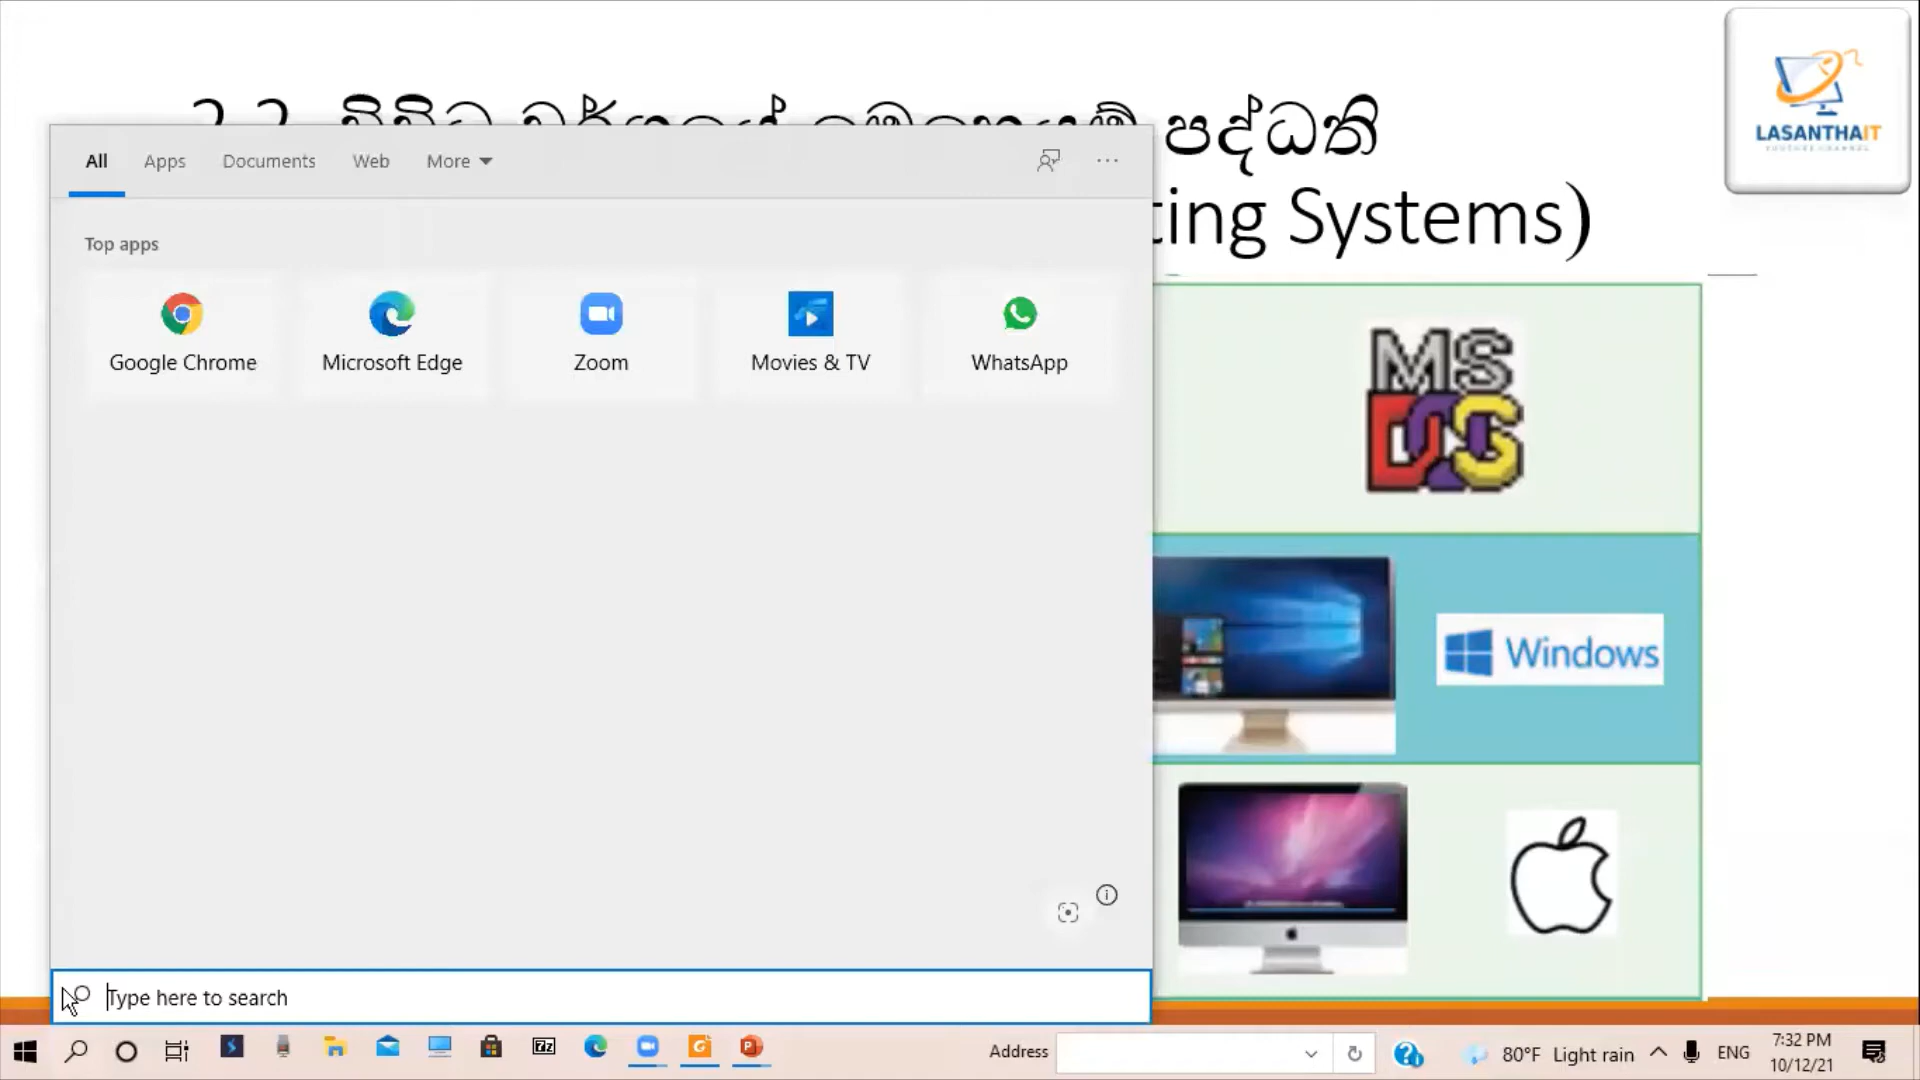 පද්ධති
ting Systems)
LASANTHAIT
All
Apps
Documents
Web
More
Top apps
Google Chrome
Microsoft Edge
Zoom
Movies & TV
WhatsApp
MS
DOS
Windows
Type here to search
Address
80°F Light rain
ENG
7:32 PM
10/12/21